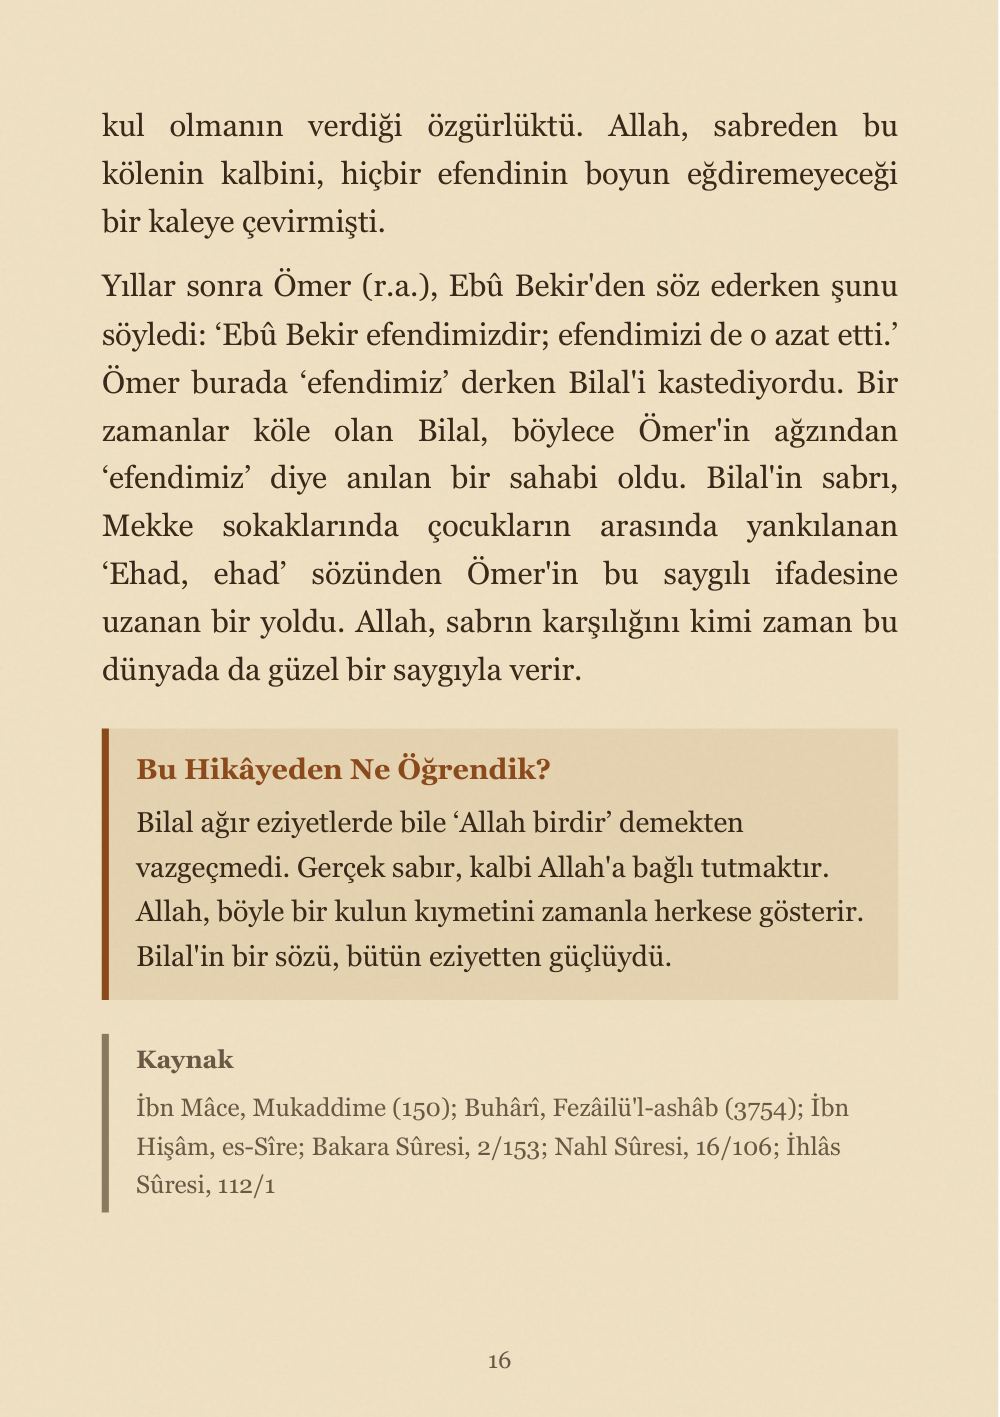 kul olmanın verdiği özgürlüktü. Allah, sabreden bu
kölenin kalbini, hiçbir efendinin boyun eğdiremeyeceği
bir kaleye çevirmişti.
Yıllar sonra Ömer (r.a.), Ebû Bekir'den söz ederken şunu
söyledi: ‘Ebû Bekir efendimizdir; efendimizi de o azat etti.’
Ömer burada ‘efendimiz’ derken Bilal'i kastediyordu. Bir
zamanlar köle olan Bilal, böylece Ömer'in ağzından
‘efendimiz’ diye anılan bir sahabi oldu. Bilal'in sabrı,
Mekke sokaklarında çocukların arasında yankılanan
‘Ehad, ehad’ sözünden Ömer'in bu saygılı ifadesine
uzanan bir yoldu. Allah, sabrın karşılığını kimi zaman bu
dünyada da güzel bir saygıyla verir.
Bu Hikâyeden Ne Öğrendik?
Bilal ağır eziyetlerde bile ‘Allah birdir’ demekten
vazgeçmedi. Gerçek sabır, kalbi Allah'a bağlı tutmaktır.
Allah, böyle bir kulun kıymetini zamanla herkese gösterir.
Bilal'in bir sözü, bütün eziyetten güçlüydü.
Kaynak
İbn Mâce, Mukaddime (150); Buhârî, Fezâilü'l-ashâb (3754); İbn
Hişâm, es-Sîre; Bakara Sûresi, 2/153; Nahl Sûresi, 16/106; İhlâs
Sûresi, 112/1
16